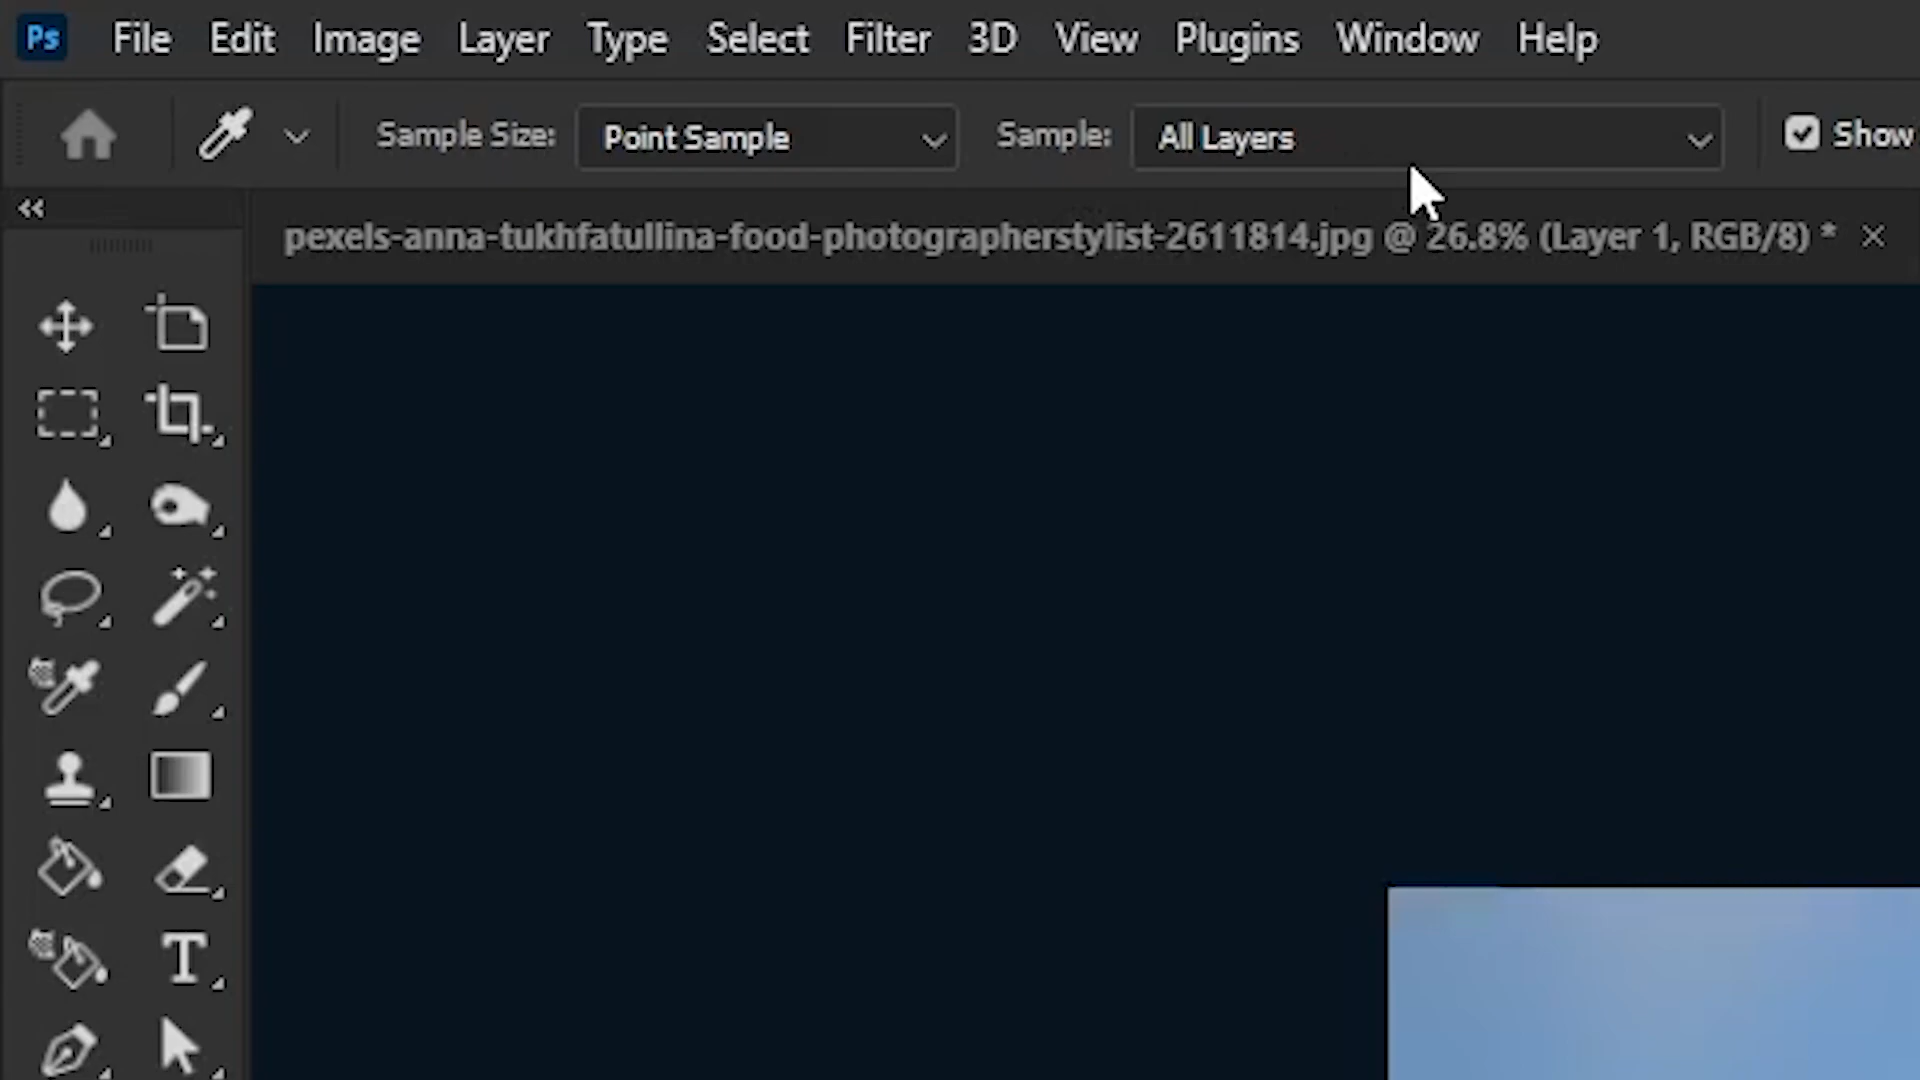 Ps File Edit Image Layer Type Select Filter 3D View Plugins Window Help
Sample Size: Point Sample Sample: All Layers Show
pexels-anna-tukhfatullina-food-photographerstylist-2611814.jpg @ 26.8% (Layer 1, RGB/8) *